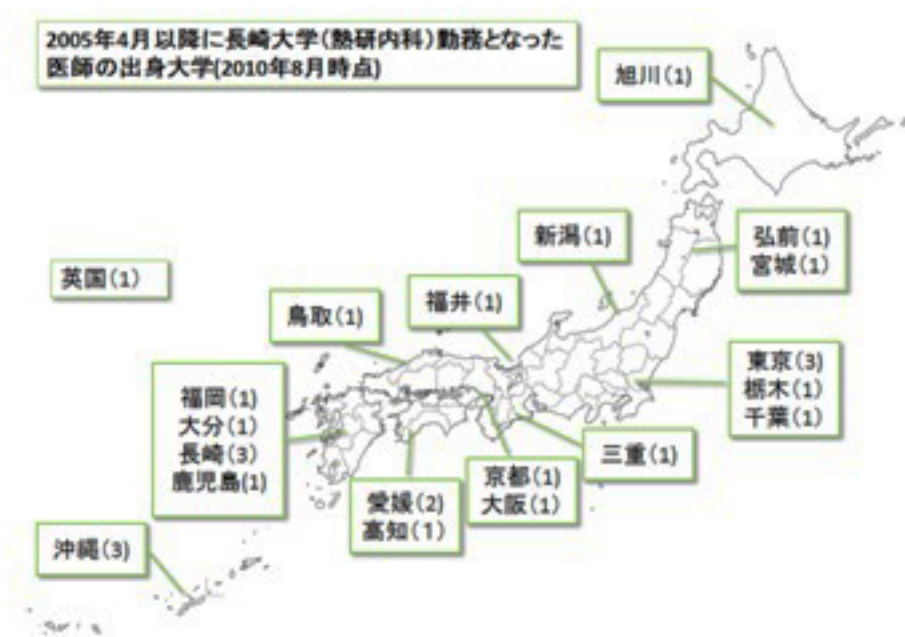 2005年4月以降に長崎大学(熱研内科)勤務となった
医師の出身大学(2010年8月時点)
旭川(1)
新潟(1)
弘前(1)
宮城(1)
英国(1)
鳥取(1)
福井(1)
東京(3)
栃木(1)
千葉(1)
福岡(1)
大分(1)
長崎(3)
鹿児島(1)
三重(1)
京都(1)
大阪(1)
愛媛(2)
高知(1)
沖縄(3)